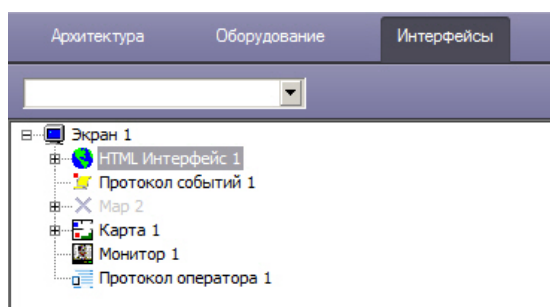 Архитектура Оборудование Интерфейсы
Экран 1
HTML Интерфейс 1
Протокол событий 1
Map 2
Карта 1
Монитор 1
Протокол оператора 1